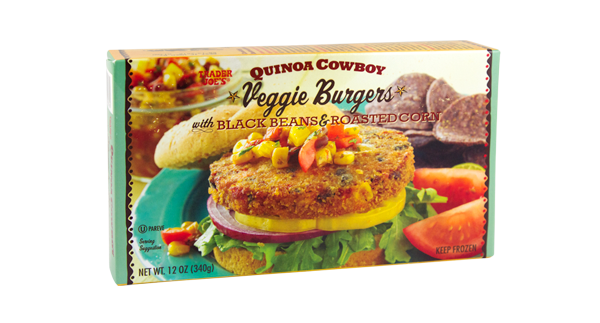 TRADER JOE'S
QUINOA COWBOY
Veggie Burgers
with BLACK BEANS & ROASTED CORN
U PAREVE
Serving Suggestion
NET WT. 12 OZ (340g)
KEEP FROZEN